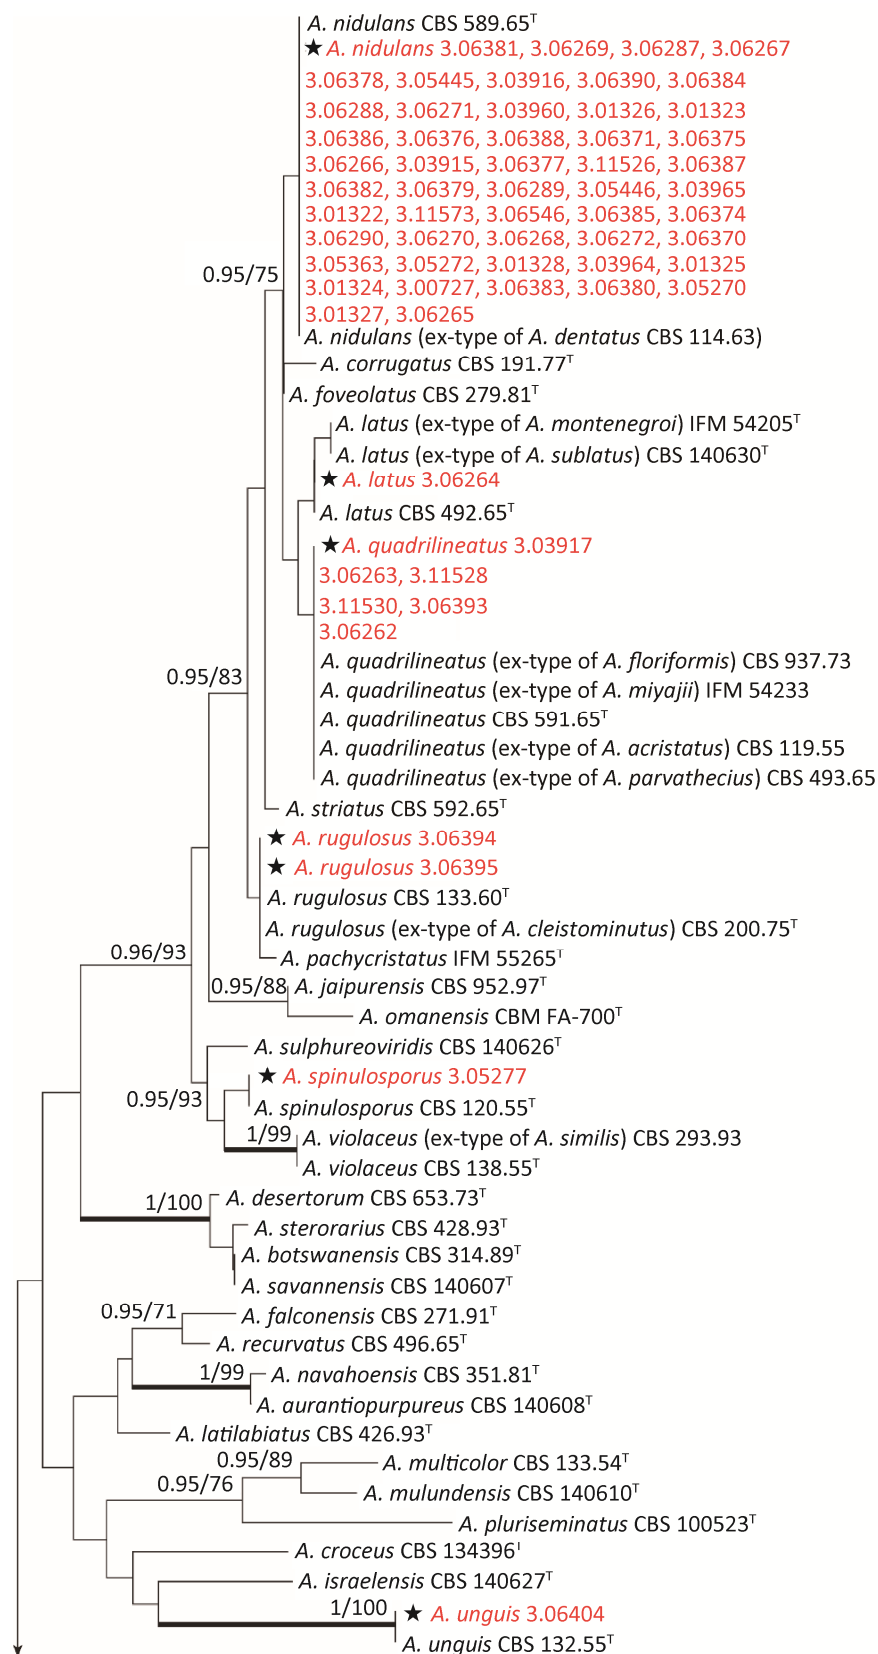 A. nidulans CBS 589.65ᵀ
★ A. nidulans 3.06381, 3.06269, 3.06287, 3.06267
3.06378, 3.05445, 3.03916, 3.06390, 3.06384
3.06288, 3.06271, 3.03960, 3.01326, 3.01323
3.06386, 3.06376, 3.06388, 3.06371, 3.06375
3.06266, 3.03915, 3.06377, 3.11526, 3.06387
3.06382, 3.06379, 3.06289, 3.05446, 3.03965
3.01322, 3.11573, 3.06546, 3.06385, 3.06374
3.06290, 3.06270, 3.06268, 3.06272, 3.06370
3.05363, 3.05272, 3.01328, 3.03964, 3.01325
0.95/75
3.01324, 3.00727, 3.06383, 3.06380, 3.05270
3.01327, 3.06265
A. nidulans (ex-type of A. dentatus CBS 114.63)
A. corrugatus CBS 191.77ᵀ
A. foveolatus CBS 279.81ᵀ
A. latus (ex-type of A. montenegroi) IFM 54205ᵀ
A. latus (ex-type of A. sublatus) CBS 140630ᵀ
★ A. latus 3.06264
A. latus CBS 492.65ᵀ
★ A. quadrilineatus 3.03917
3.06263, 3.11528
3.11530, 3.06393
3.06262
A. quadrilineatus (ex-type of A. floriformis) CBS 937.73
0.95/83
A. quadrilineatus (ex-type of A. miyajii) IFM 54233
A. quadrilineatus CBS 591.65ᵀ
A. quadrilineatus (ex-type of A. acristatus) CBS 119.55
A. quadrilineatus (ex-type of A. parvathecius) CBS 493.65
A. striatus CBS 592.65ᵀ
★ A. rugulosus 3.06394
★ A. rugulosus 3.06395
A. rugulosus CBS 133.60ᵀ
A. rugulosus (ex-type of A. cleistominutus) CBS 200.75ᵀ
0.96/93
A. pachycristatus IFM 55265ᵀ
0.95/88 A. jaipurensis CBS 952.97ᵀ
A. omanensis CBM FA-700ᵀ
A. sulphureoviridis CBS 140626ᵀ
★ A. spinulosporus 3.05277
0.95/93
A. spinulosporus CBS 120.55ᵀ
1/99
A. violaceus (ex-type of A. similis) CBS 293.93
A. violaceus CBS 138.55ᵀ
1/100
A. desertorum CBS 653.73ᵀ
A. sterorarius CBS 428.93ᵀ
A. botswanensis CBS 314.89ᵀ
A. savannensis CBS 140607ᵀ
0.95/71
A. falconensis CBS 271.91ᵀ
A. recurvatus CBS 496.65ᵀ
1/99
A. navahoensis CBS 351.81ᵀ
A. aurantiopurpureus CBS 140608ᵀ
A. latilabiatus CBS 426.93ᵀ
0.95/89
A. multicolor CBS 133.54ᵀ
0.95/76
A. mulundensis CBS 140610ᵀ
A. pluriseminatus CBS 100523ᵀ
A. croceus CBS 134396ᵀ
A. israelensis CBS 140627ᵀ
1/100
★ A. unguis 3.06404
A. unguis CBS 132.55ᵀ